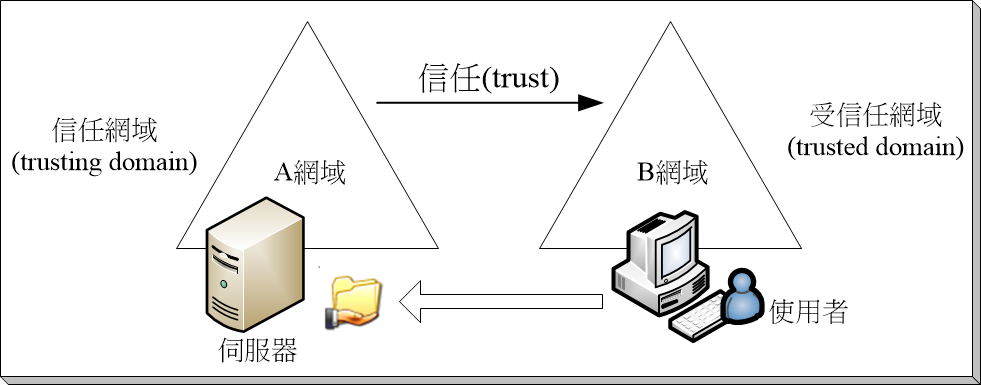 信任(trust)
信任網域
(trusting domain)
受信任網域
(trusted domain)
A網域
B網域
使用者
伺服器